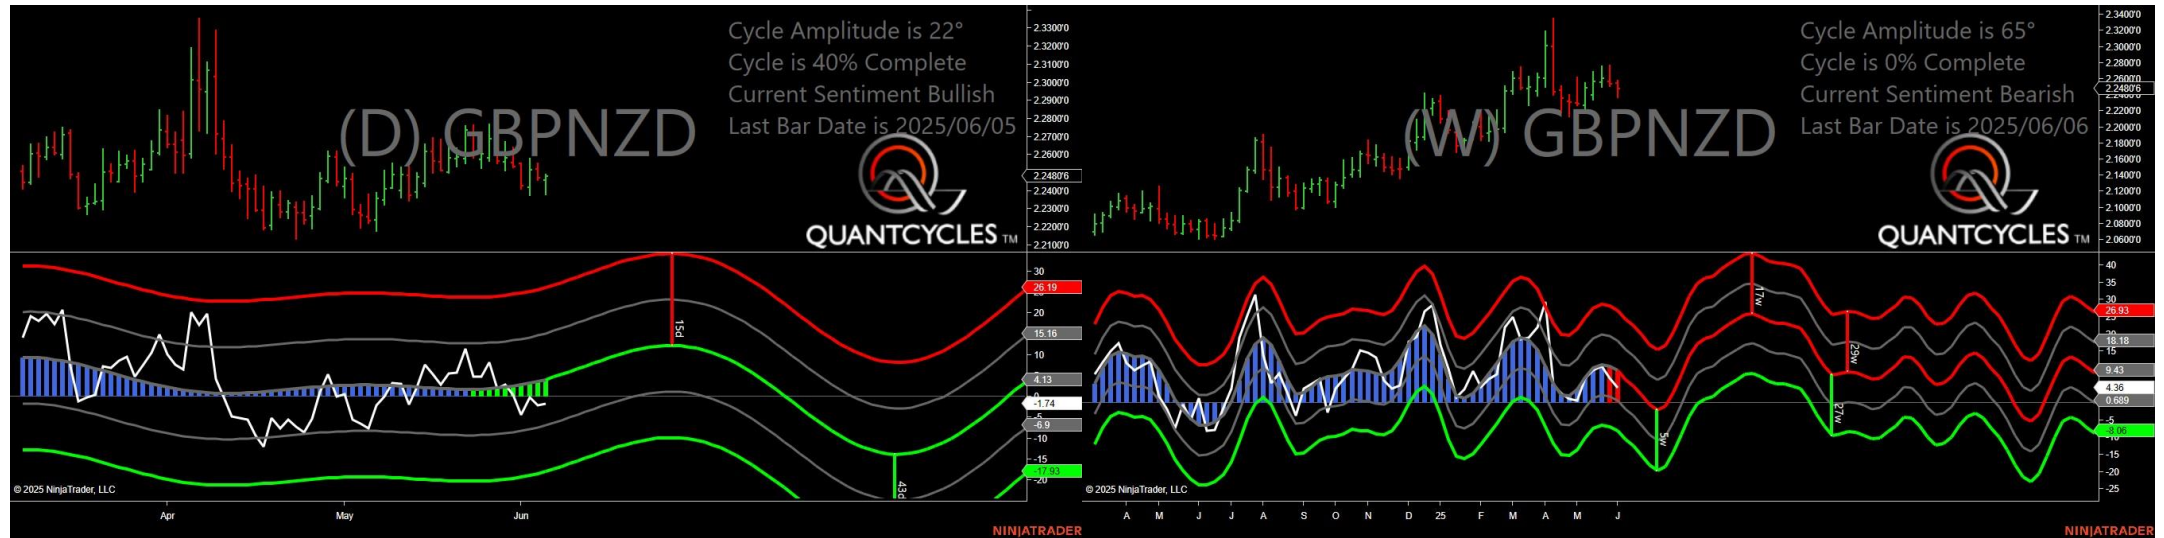 Cycle Amplitude is 22°
Cycle is 40% Complete
Current Sentiment Bullish
Last Bar Date is 2025/06/05
(D) GBPNZD
QUANTCYCLES TM
2.3300'0
2.3200'0
2.3100'0
2.3000'0
2.2900'0
2.2800'0
2.2700'0
2.2600'0
2.2480'6
2.2400'0
2.2300'0
2.2200'0
2.2100'0
30
26.19
20
15.16
10
4.13
-1.74
-6.9
-10
-15
-17.93
-20
15d
43d
© 2025 NinjaTrader, LLC
Apr May Jun
NINJATRADER
Cycle Amplitude is 65°
Cycle is 0% Complete
Current Sentiment Bearish
Last Bar Date is 2025/06/06
(W) GBPNZD
QUANTCYCLES TM
2.3400'0
2.3200'0
2.3000'0
2.2800'0
2.2600'0
2.2480'6
2.2200'0
2.2000'0
2.1800'0
2.1600'0
2.1400'0
2.1200'0
2.1000'0
2.0800'0
2.0600'0
40
35
30
26.93
18.18
15
9.43
4.36
0.689
-5
-8.06
-15
-20
-25
17w
29w
27w
5w
© 2025 NinjaTrader, LLC
A M J J A S O N D 25 F M A M J
NINJATRADER